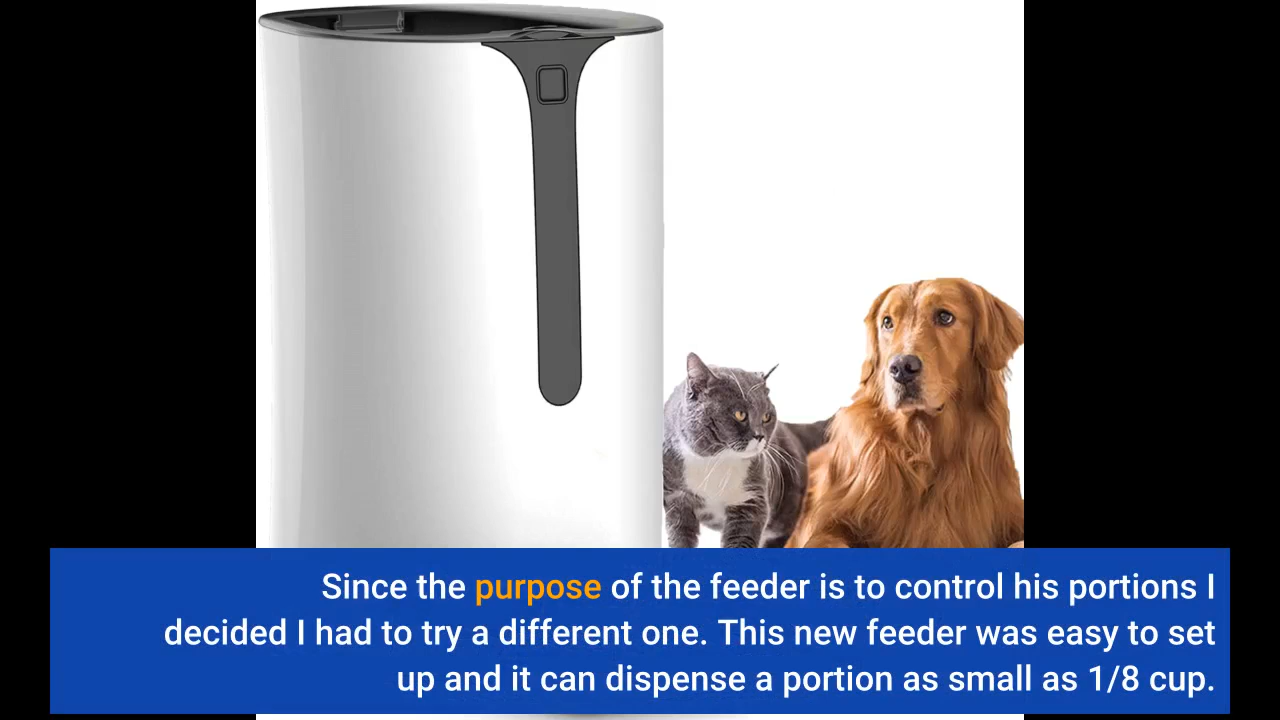 Since the purpose of the feeder is to control his portions I
decided I had to try a different one. This new feeder was easy to set
up and it can dispense a portion as small as 1/8 cup.